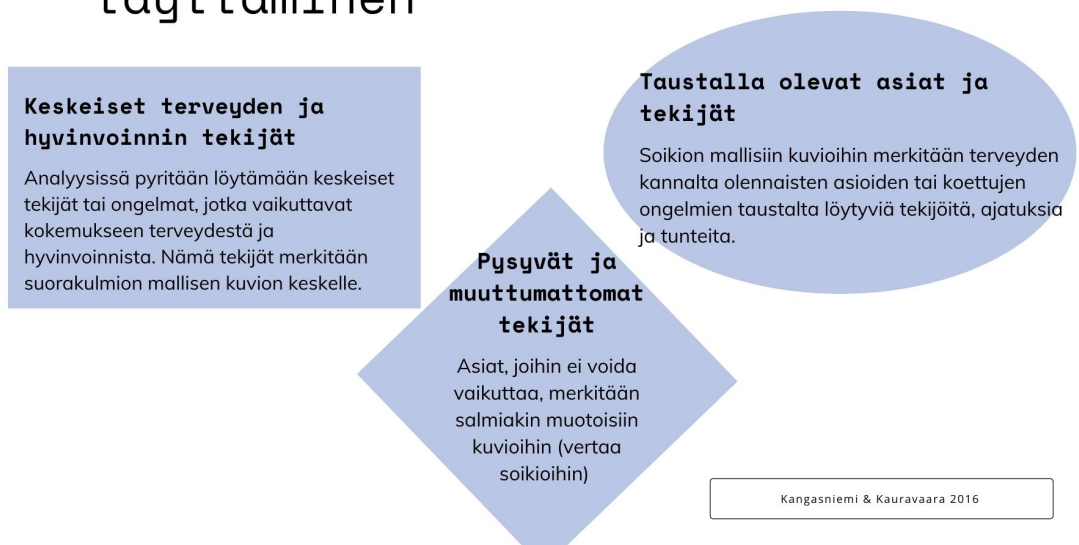 täyttäminen
Keskeiset terveyden ja
hyvinvoinnin tekijät
Analyysissä pyritään löytämään keskeiset
tekijät tai ongelmat, jotka vaikuttavat
kokemukseen terveydestä ja
hyvinvoinnista. Nämä tekijät merkitään
suorakulmion mallisen kuvion keskelle.
Taustalla olevat asiat ja
tekijät
Soikion mallisiin kuvioihin merkitään terveyden
kannalta olennaisten asioiden tai koettujen
ongelmien taustalta löytyviä tekijöitä, ajatuksia
ja tunteita.
Pysyvät ja
muuttumattomat
tekijät
Asiat, joihin ei voida
vaikuttaa, merkitään
salmiakin muotoisiin
kuvioihin (vertaa
soikioihin)
Kangasniemi & Kauravaara 2016